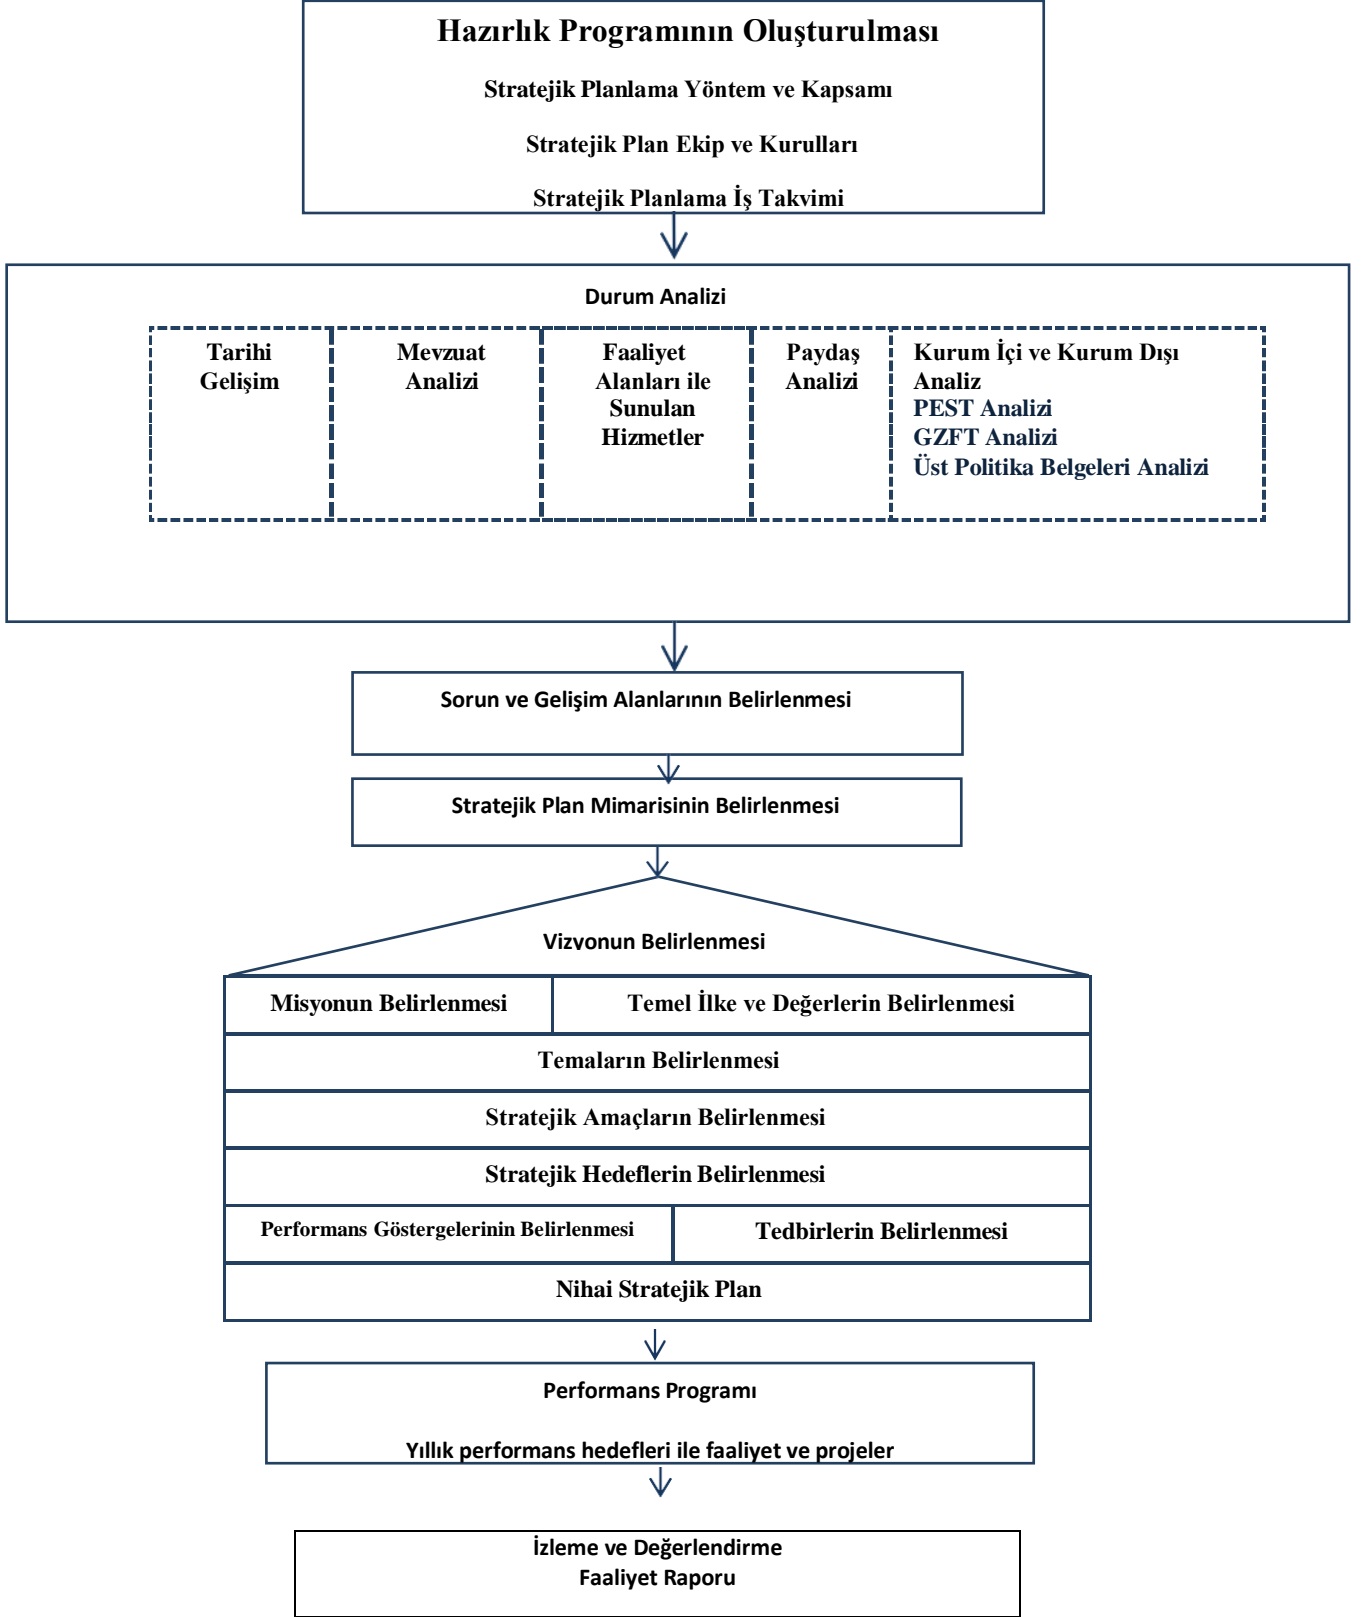 Hazırlık Programının Oluşturulması
Stratejik Planlama Yöntem ve Kapsamı
Stratejik Plan Ekip ve Kurulları
Stratejik Planlama İş Takvimi
Durum Analizi
Tarihi
Gelişim
Mevzuat
Analizi
Faaliyet
Alanları ile
Sunulan
Hizmetler
Paydaş
Analizi
Kurum İçi ve Kurum Dışı
Analiz
PEST Analizi
GZFT Analizi
Üst Politika Belgeleri Analizi
Sorun ve Gelişim Alanlarının Belirlenmesi
Stratejik Plan Mimarisinin Belirlenmesi
Vizyonun Belirlenmesi
Misyonun Belirlenmesi
Temel İlke ve Değerlerin Belirlenmesi
Temaların Belirlenmesi
Stratejik Amaçların Belirlenmesi
Stratejik Hedeflerin Belirlenmesi
Performans Göstergelerinin Belirlenmesi
Tedbirlerin Belirlenmesi
Nihai Stratejik Plan
Performans Programı
Yıllık performans hedefleri ile faaliyet ve projeler
İzleme ve Değerlendirme
Faaliyet Raporu